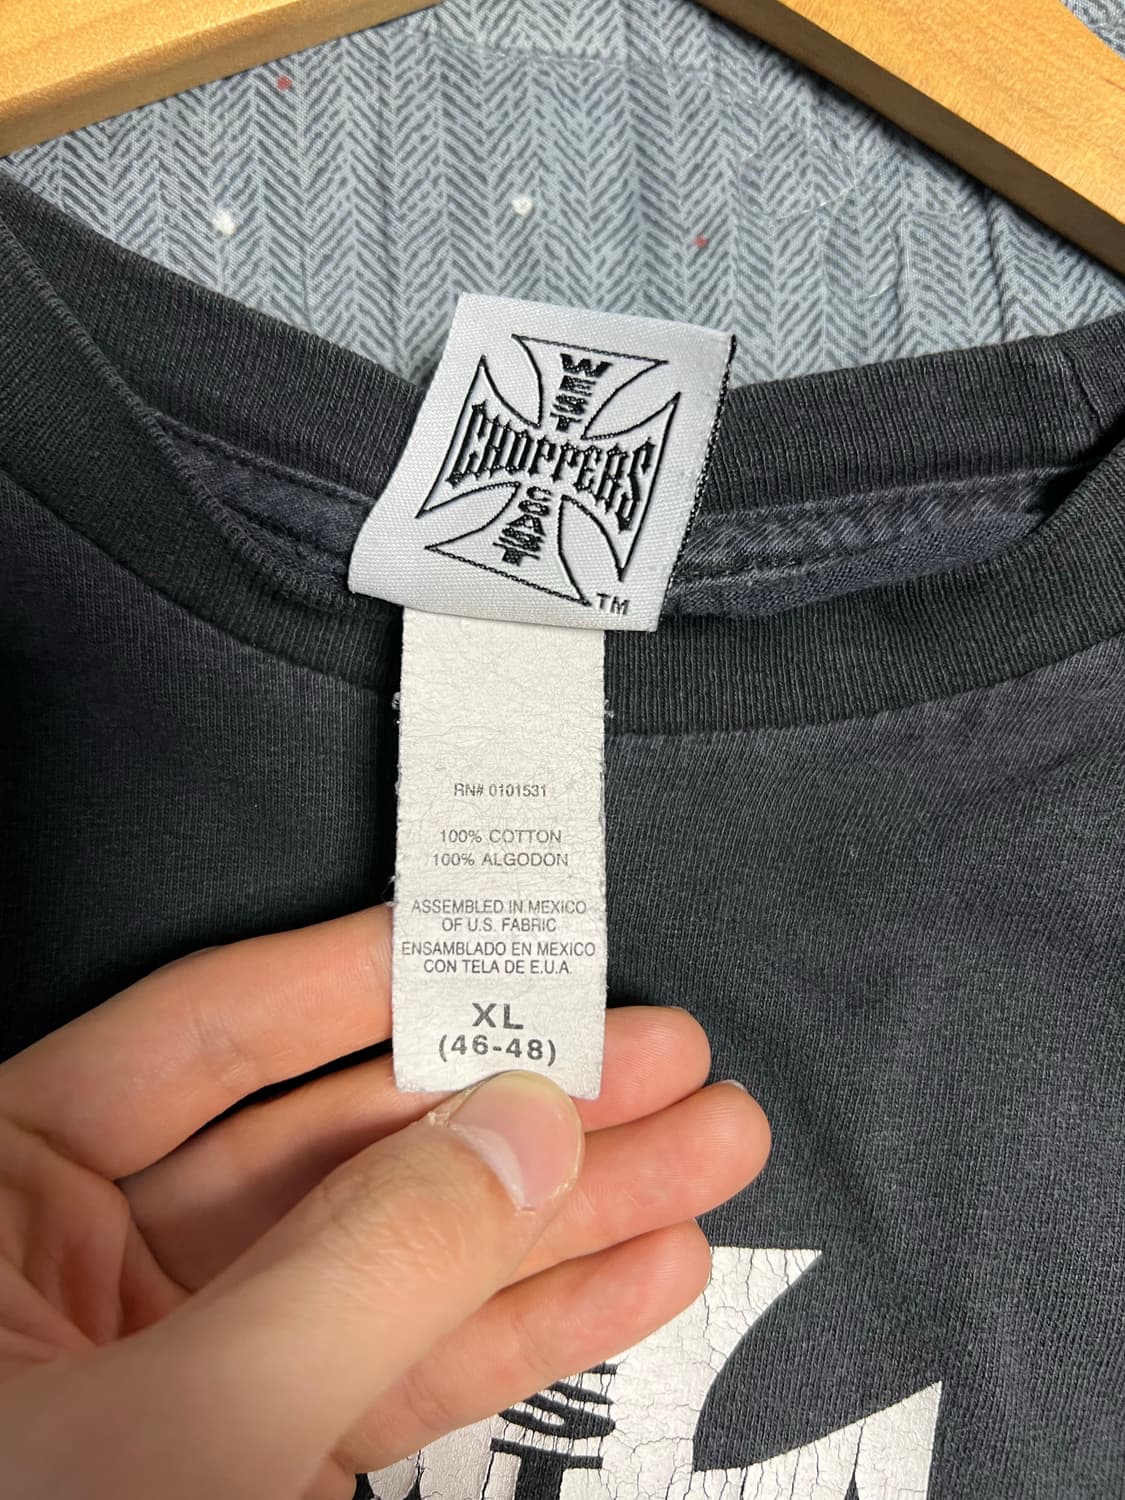 WEST
CHOPPERS
COAST
TM
RN# 0101531
100% COTTON
100% ALGODON
ASSEMBLED IN MEXICO
OF U.S. FABRIC
ENSAMBLADO EN MEXICO
CON TELA DE E.U.A.
XL
(46-48)